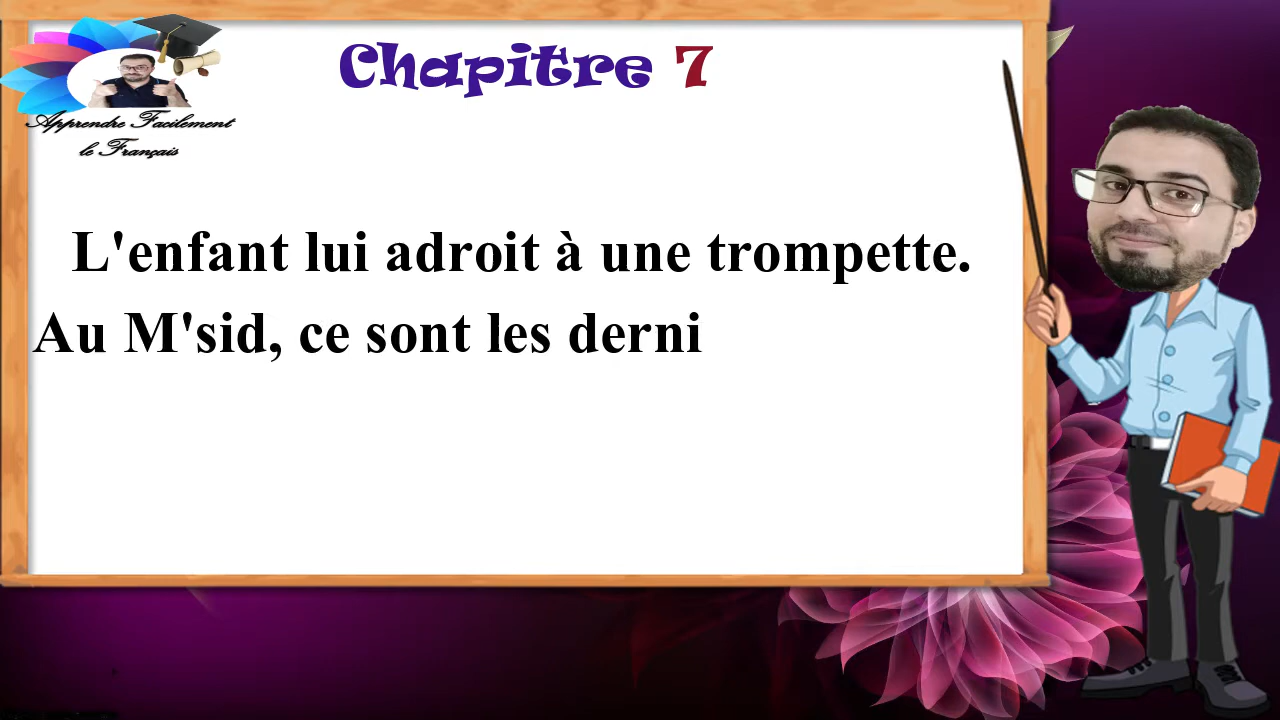 Chapitre 7
Apprendre Facilement
le Français
L'enfant lui adroit à une trompette.
Au M'sid, ce sont les derni